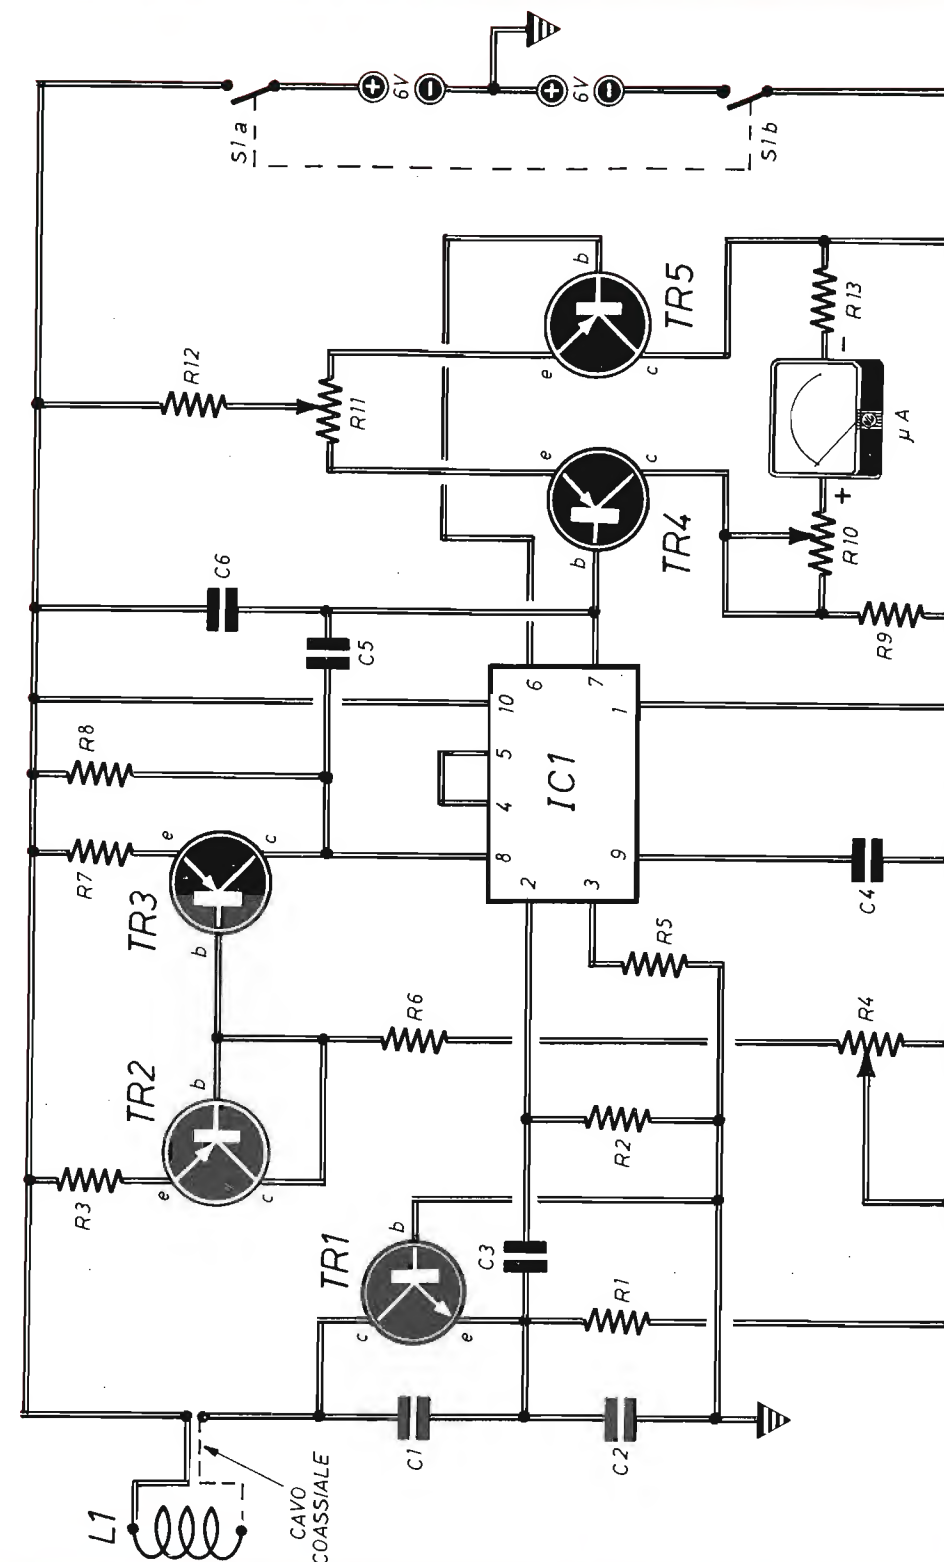 L1
CAVO
COASSIALE
C1
C2
TR1
c
b
e
C3
R1
R2
R3
TR2
e
b
c
R6
R4
R5
TR3
b
e
c
R7
R8
C4
IC1
2
3
8
9
4
5
10
6
7
1
C5
C6
R9
R10
R11
R12
R13
TR4
b
e
c
TR5
b
e
c
+
µA
−
S1a
+
6V
−
+
6V
−
S1b